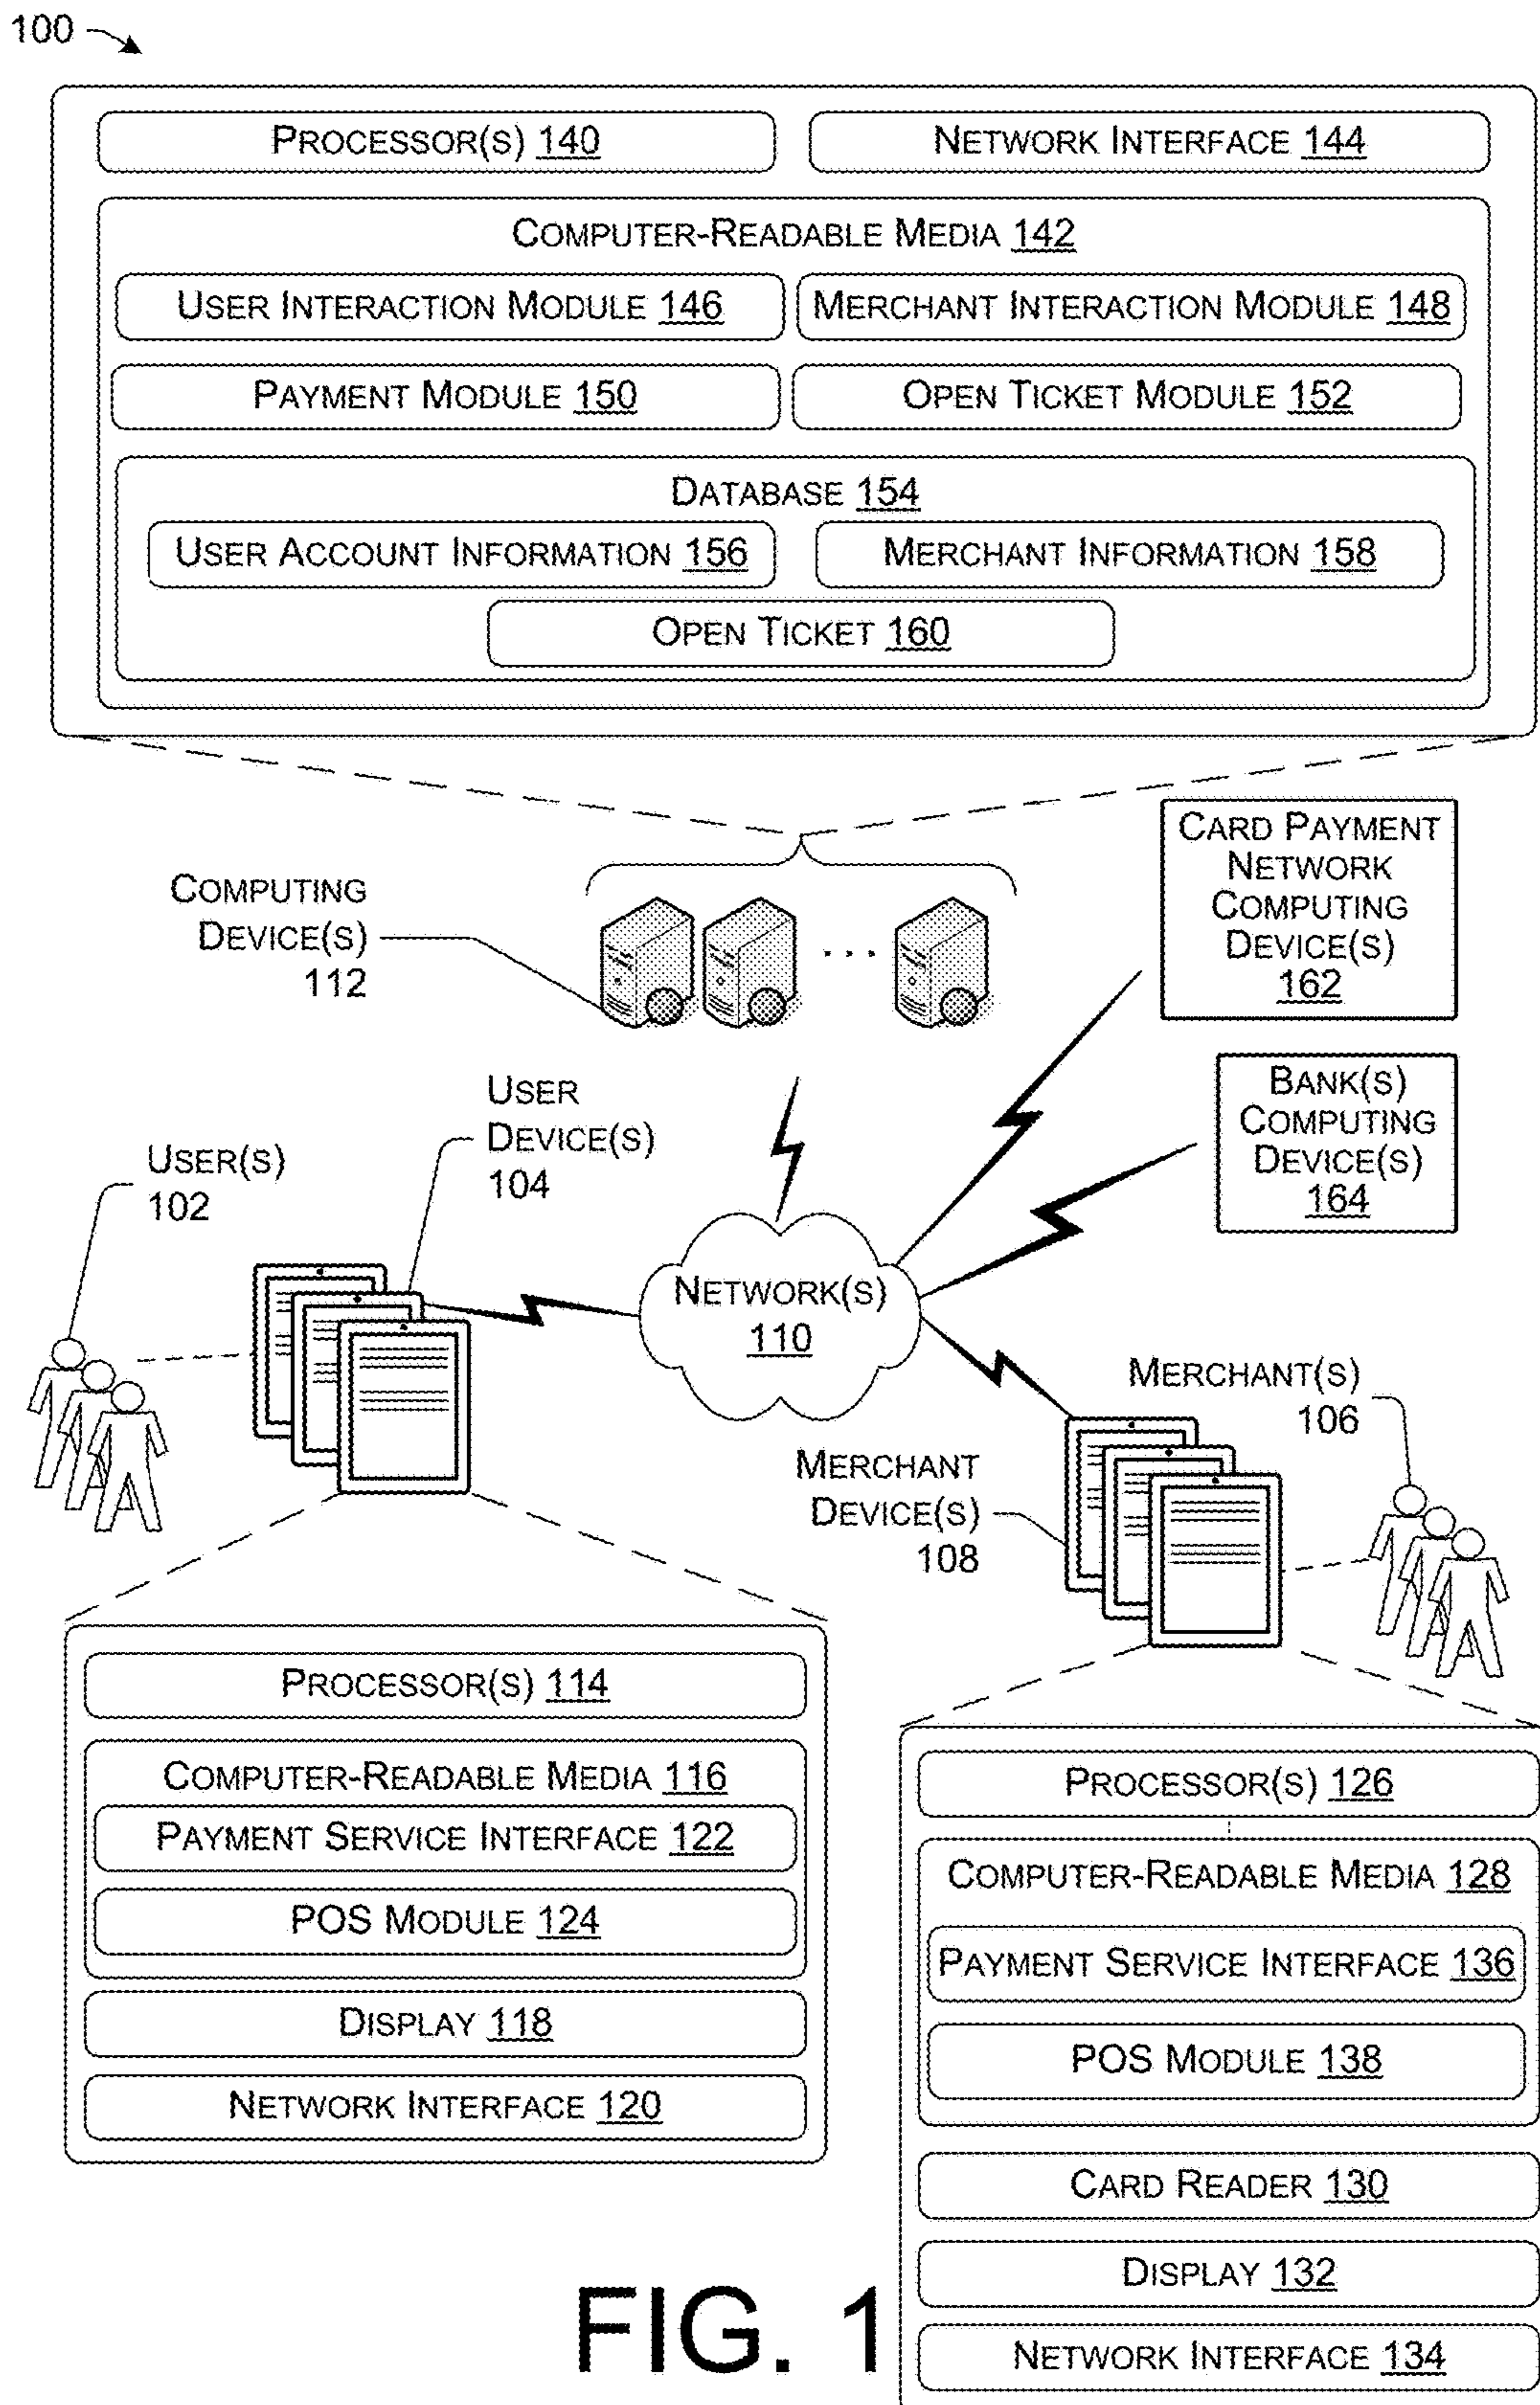 100
PROCESSOR(S) 140
NETWORK INTERFACE 144
COMPUTER-READABLE MEDIA 142
USER INTERACTION MODULE 146
MERCHANT INTERACTION MODULE 148
PAYMENT MODULE 150
OPEN TICKET MODULE 152
DATABASE 154
USER ACCOUNT INFORMATION 156
MERCHANT INFORMATION 158
OPEN TICKET 160
COMPUTING
DEVICE(S)
112
CARD PAYMENT
NETWORK
COMPUTING
DEVICE(S)
162
BANK(S)
COMPUTING
DEVICE(S)
164
USER
DEVICE(S)
104
USER(S)
102
NETWORK(S)
110
MERCHANT(S)
106
MERCHANT
DEVICE(S)
108
PROCESSOR(S) 114
COMPUTER-READABLE MEDIA 116
PAYMENT SERVICE INTERFACE 122
POS MODULE 124
DISPLAY 118
NETWORK INTERFACE 120
PROCESSOR(S) 126
COMPUTER-READABLE MEDIA 128
PAYMENT SERVICE INTERFACE 136
POS MODULE 138
CARD READER 130
DISPLAY 132
NETWORK INTERFACE 134
FIG. 1